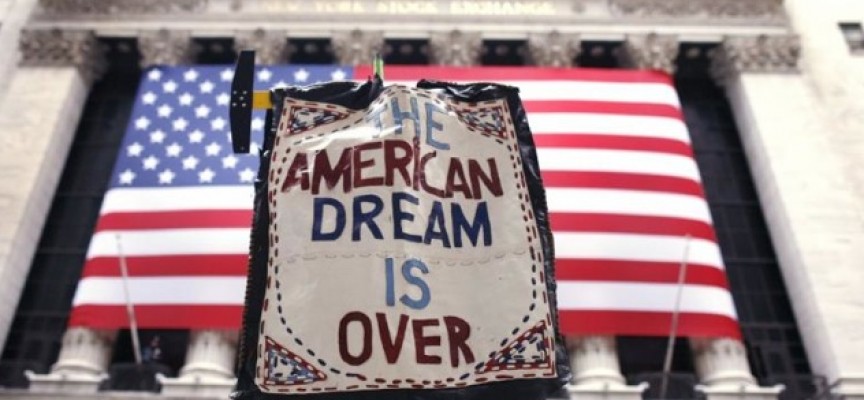 NEW YORK STOCK EXCHANGE
THE
AMERICAN
DREAM
IS
OVER